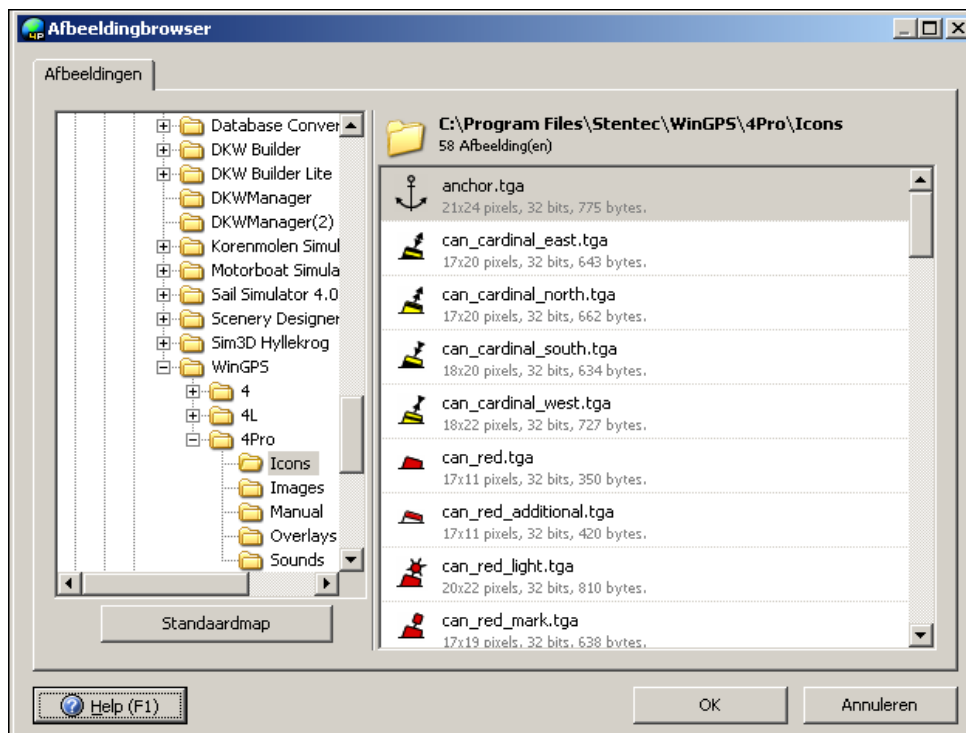 Afbeeldingbrowser
Afbeeldingen
Database Conver
DKW Builder
DKW Builder Lite
DKWManager
DKWManager(2)
Korenmolen Simul
Motorboat Simula
Sail Simulator 4.0
Scenery Designer
Sim3D Hyllekrog
WinGPS
4
4L
4Pro
Icons
Images
Manual
Overlays
Sounds
Standaardmap
C:\Program Files\Stentec\WinGPS\4Pro\Icons
58 Afbeelding(en)
anchor.tga
21x24 pixels, 32 bits, 775 bytes.
can_cardinal_east.tga
17x20 pixels, 32 bits, 643 bytes.
can_cardinal_north.tga
17x20 pixels, 32 bits, 662 bytes.
can_cardinal_south.tga
18x20 pixels, 32 bits, 634 bytes.
can_cardinal_west.tga
18x22 pixels, 32 bits, 727 bytes.
can_red.tga
17x11 pixels, 32 bits, 350 bytes.
can_red_additional.tga
17x11 pixels, 32 bits, 420 bytes.
can_red_light.tga
20x22 pixels, 32 bits, 810 bytes.
can_red_mark.tga
17x19 pixels, 32 bits, 638 bytes.
Help (F1)
OK
Annuleren